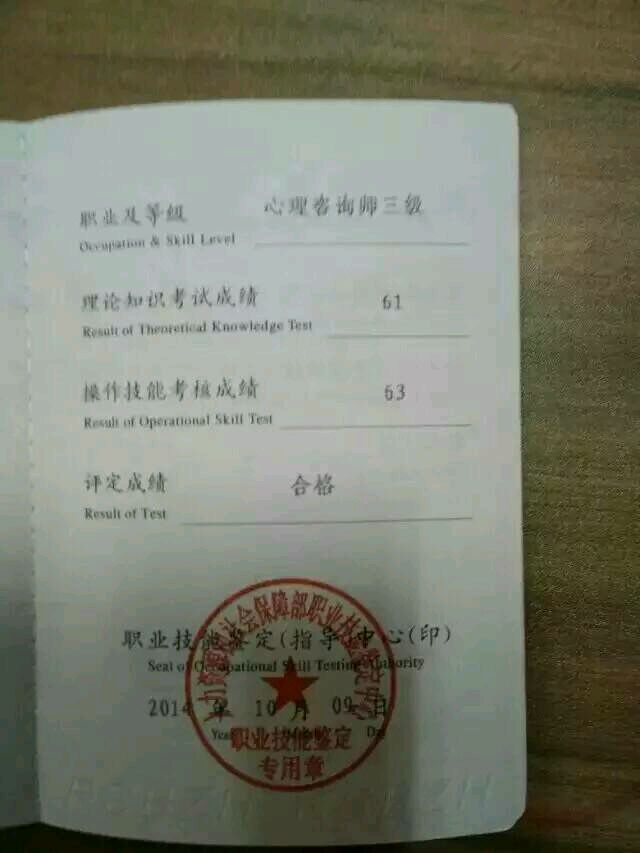 职业及等级 心理咨询师三级
Occupation & Skill Level
理论知识考试成绩 61
Result of Theoretical Knowledge Test
操作技能考核成绩 63
Result of Operational Skill Test
评定成绩 合格
Result of Test
职业技能鉴定(指导)中心(印)
Seal of Occupational Skill Testing Authority
2014 年 10 月 09 日
Year Day
职业技能鉴定
专用章